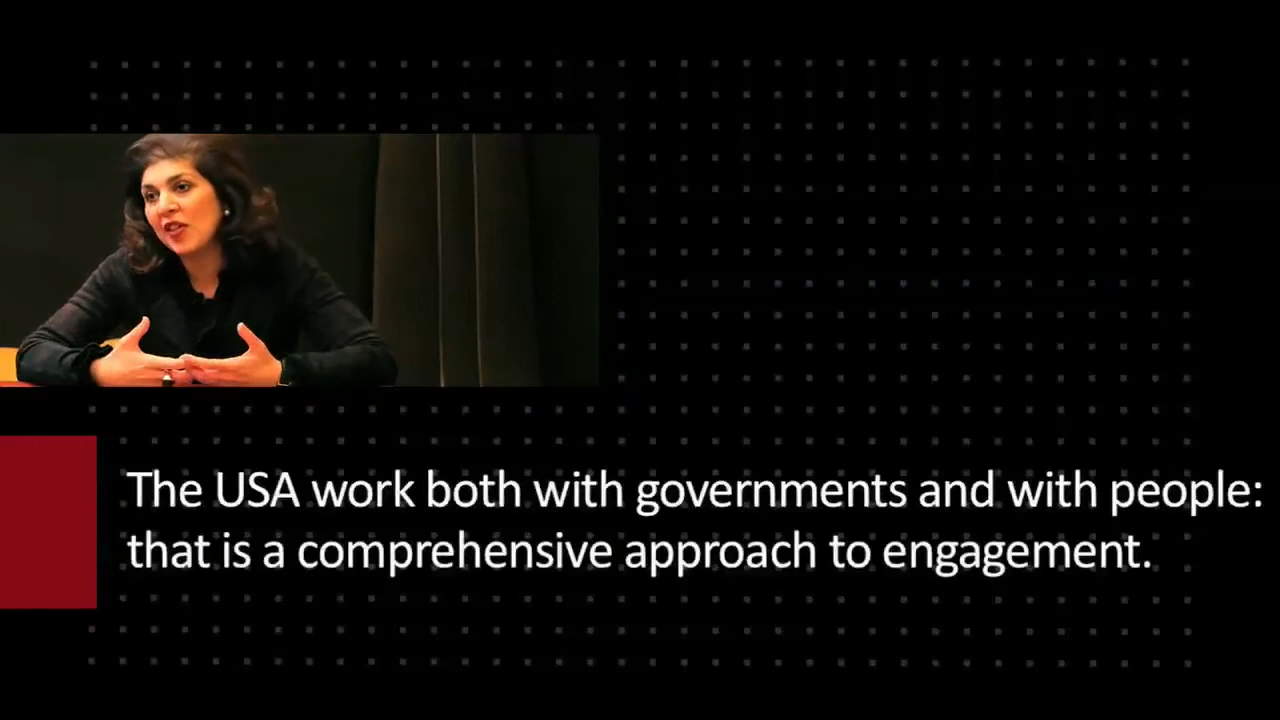 The USA work both with governments and with people:
that is a comprehensive approach to engagement.